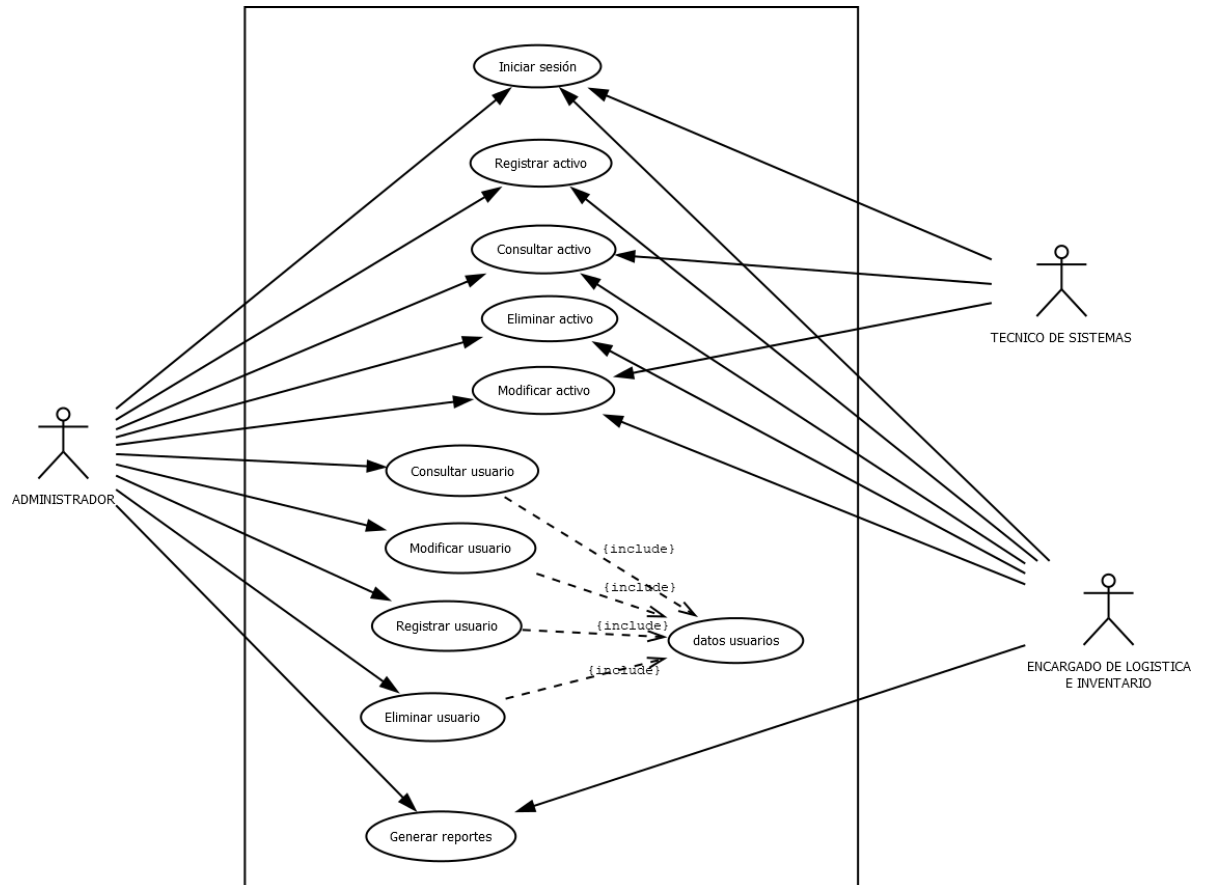 Iniciar sesión
Registrar activo
Consultar activo
Eliminar activo
TECNICO DE SISTEMAS
Modificar activo
Consultar usuario
ADMINISTRADOR
Modificar usuario
{include}
{include}
Registrar usuario
{include}
datos usuarios
{include}
ENCARGADO DE LOGISTICA
E INVENTARIO
Eliminar usuario
Generar reportes